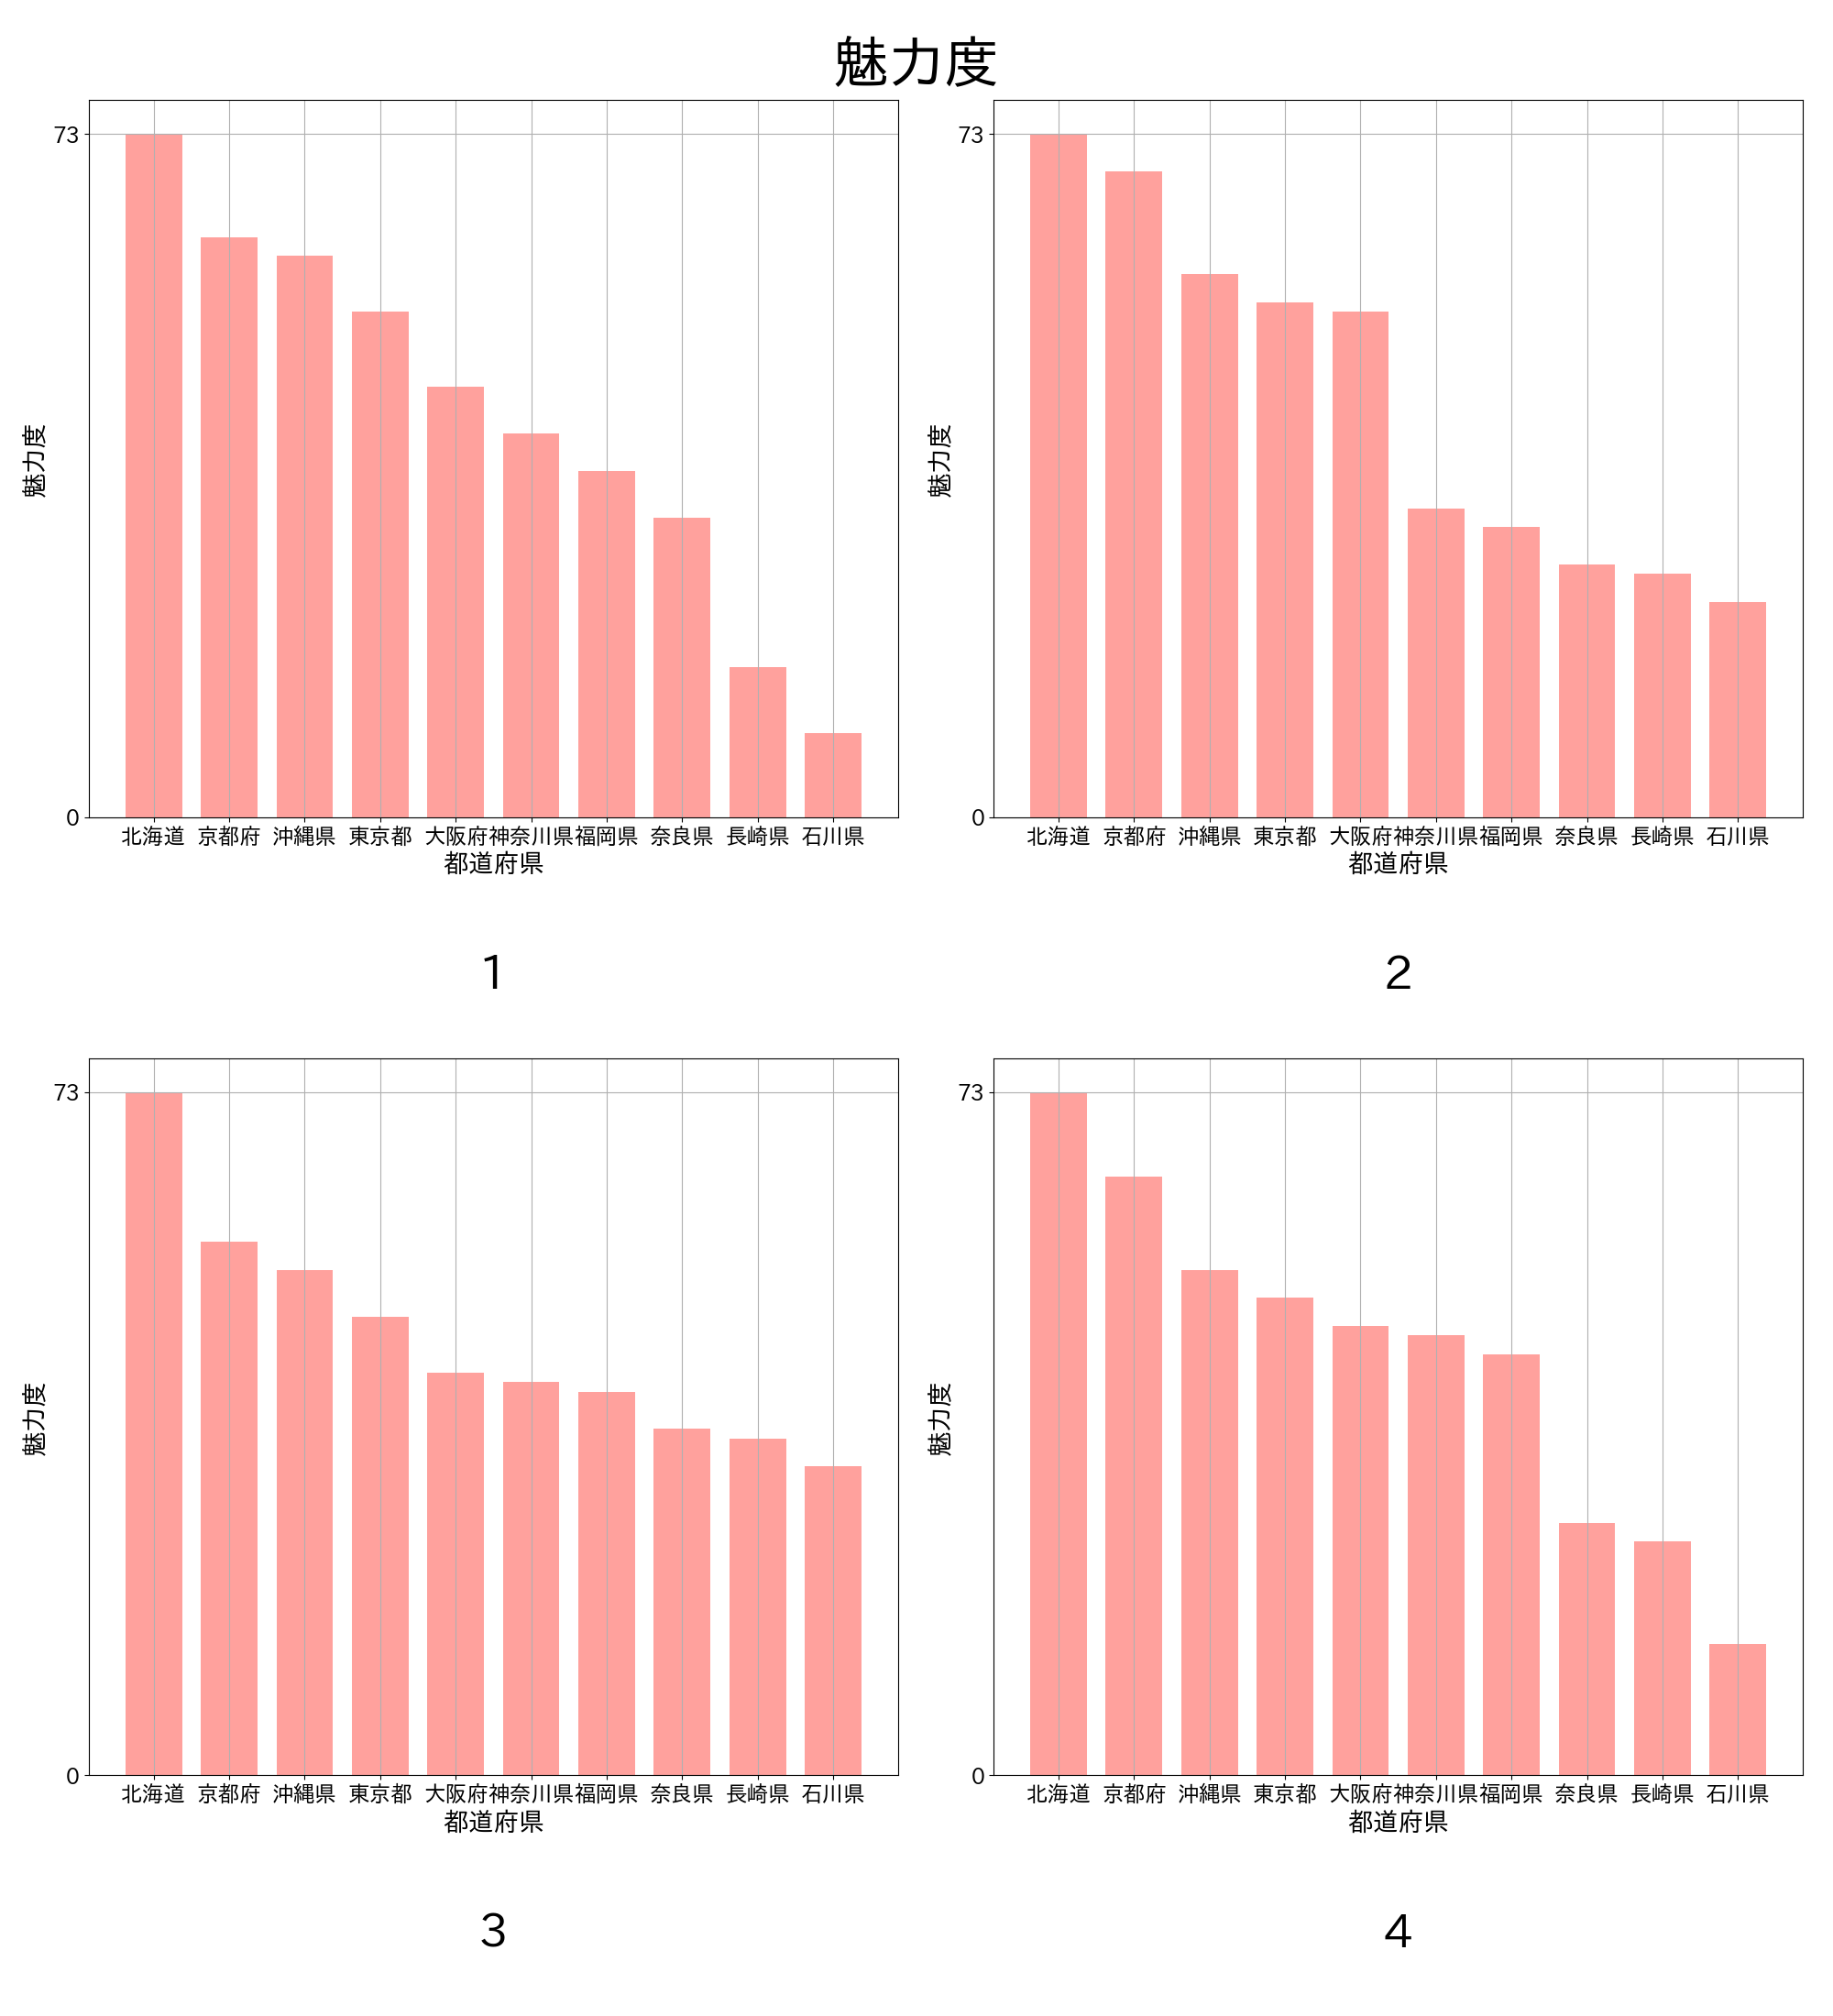 魅力度
73
0
魅力度
北海道 京都府 沖縄県 東京都 大阪府 神奈川県 福岡県 奈良県 長崎県 石川県
都道府県
1
73
0
魅力度
北海道 京都府 沖縄県 東京都 大阪府 神奈川県 福岡県 奈良県 長崎県 石川県
都道府県
2
73
0
魅力度
北海道 京都府 沖縄県 東京都 大阪府 神奈川県 福岡県 奈良県 長崎県 石川県
都道府県
3
73
0
魅力度
北海道 京都府 沖縄県 東京都 大阪府 神奈川県 福岡県 奈良県 長崎県 石川県
都道府県
4